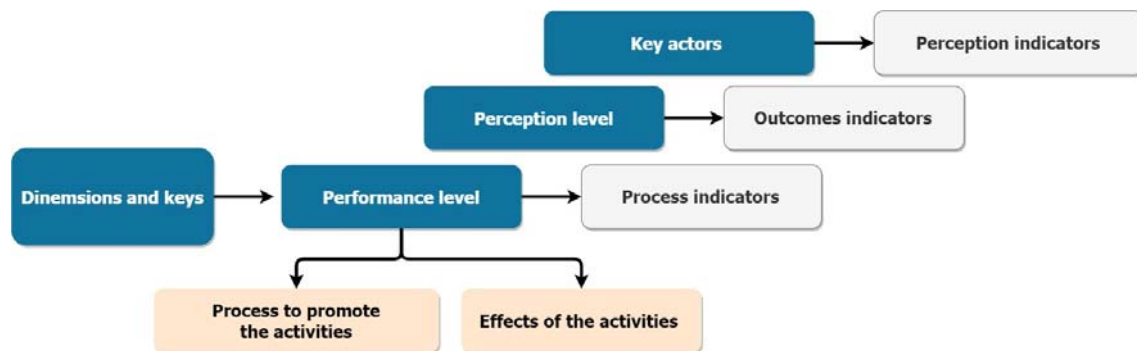 Key actors
Perception indicators
Perception level
Outcomes indicators
Dinemsions and keys
Performance level
Process indicators
Process to promote
the activities
Effects of the activities